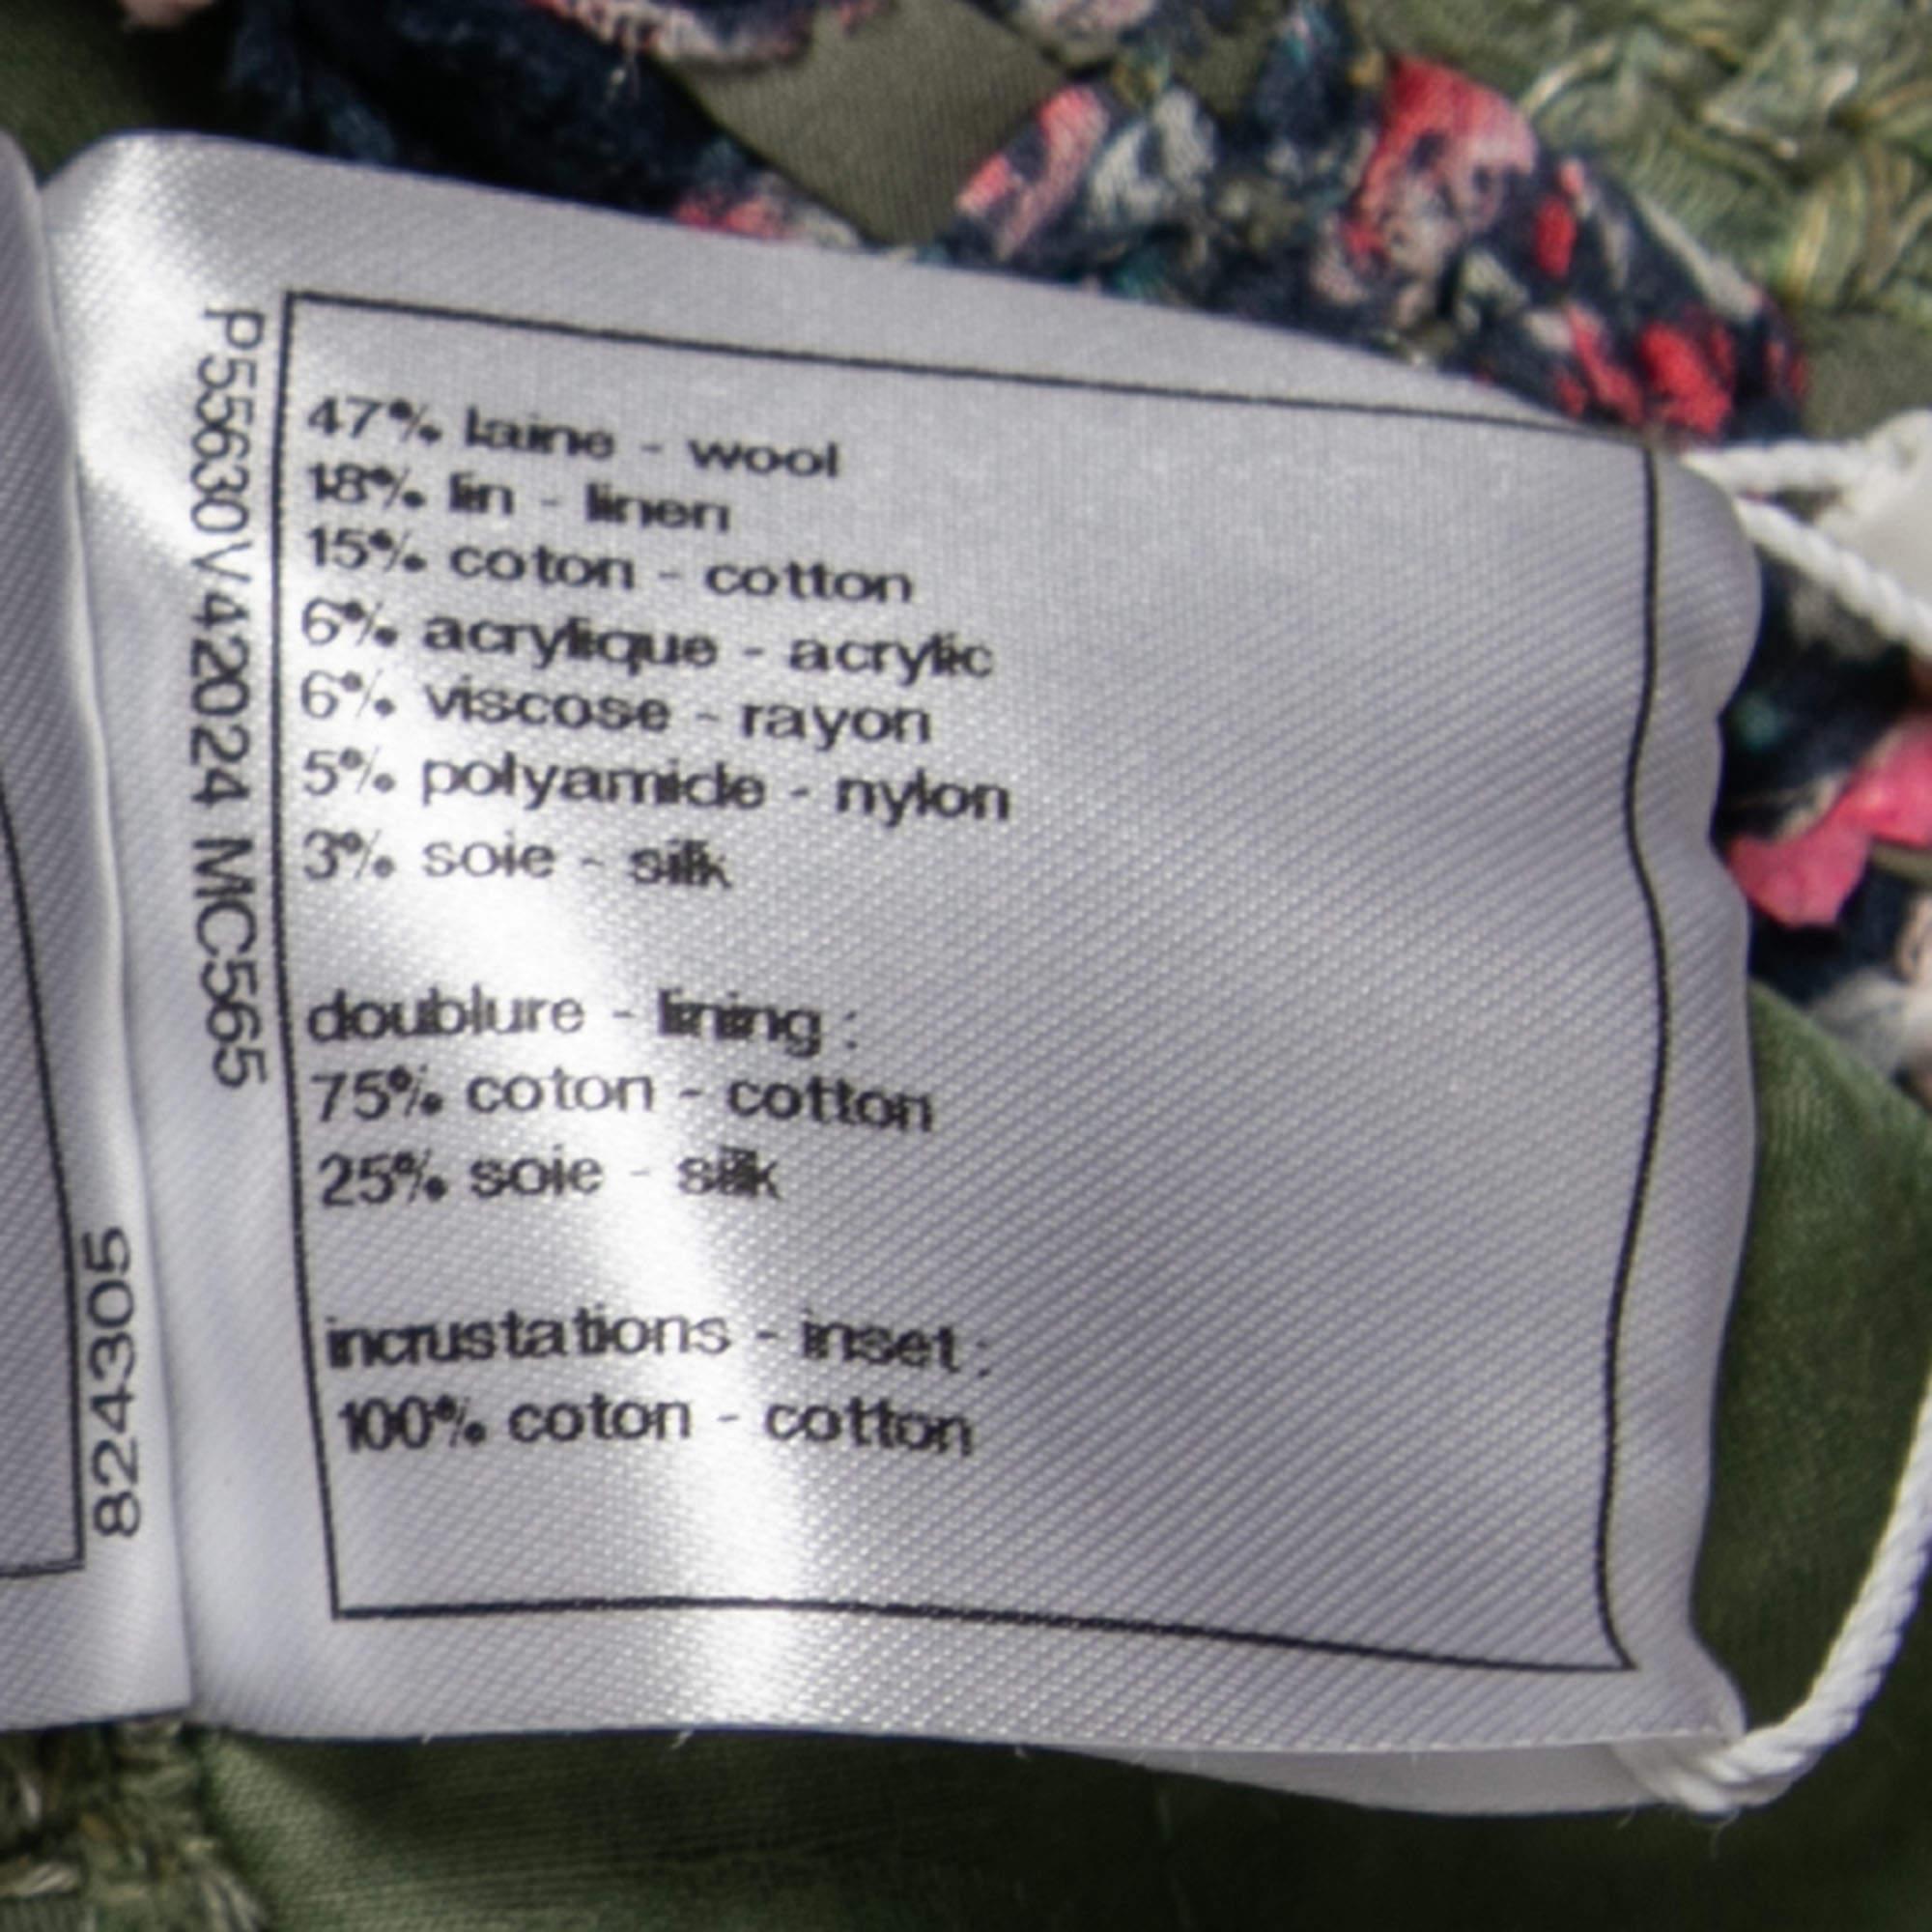 P55630V42024 MC565
47% laine - wool
18% lin - linen
15% coton - cotton
6% acrylique - acrylic
6% viscose - rayon
5% polyamide - nylon
3% soie - silk
doublure - lining :
75% coton - cotton
25% soie - silk
incrustations - inset :
100% coton - cotton
824305